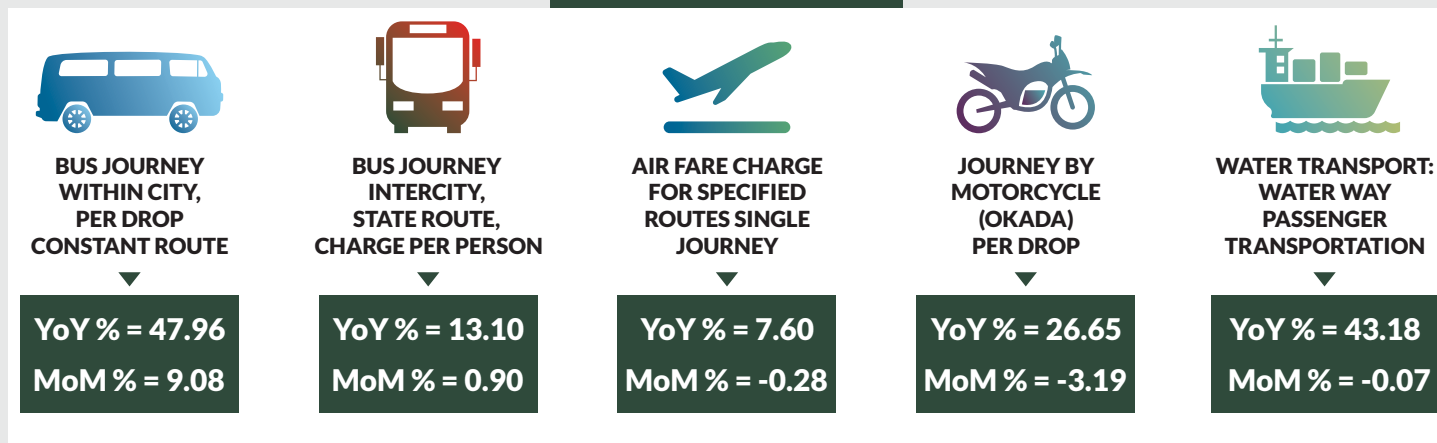 BUS JOURNEY
WITHIN CITY,
PER DROP
CONSTANT ROUTE
YoY % = 47.96
MoM % = 9.08
BUS JOURNEY
INTERCITY,
STATE ROUTE,
CHARGE PER PERSON
YoY % = 13.10
MoM % = 0.90
AIR FARE CHARGE
FOR SPECIFIED
ROUTES SINGLE
JOURNEY
YoY % = 7.60
MoM % = -0.28
JOURNEY BY
MOTORCYCLE
(OKADA)
PER DROP
YoY % = 26.65
MoM % = -3.19
WATER TRANSPORT:
WATER WAY
PASSENGER
TRANSPORTATION
YoY % = 43.18
MoM % = -0.07